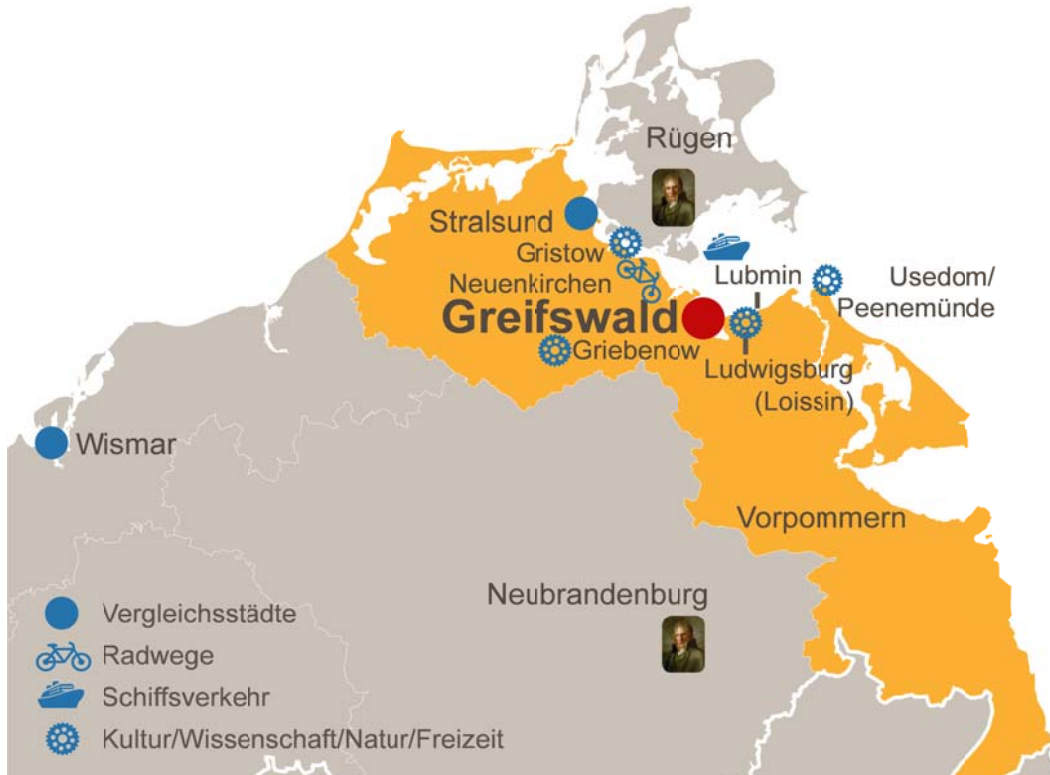 Rügen
Stralsund
Gristow
Neuenkirchen
Lubmin
Usedom/
Peenemünde
Greifswald
Griebenow
Ludwigsburg
(Loissin)
Wismar
Vorpommern
Neubrandenburg
Vergleichsstädte
Radwege
Schiffsverkehr
Kultur/Wissenschaft/Natur/Freizeit